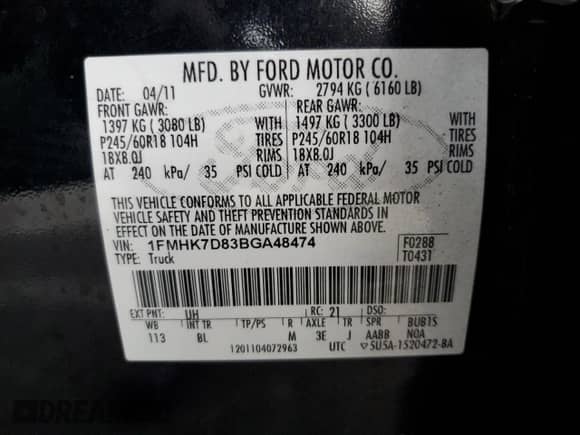 MFD. BY FORD MOTOR CO.
DATE: 04/11 GVWR: 2794 KG ( 6160 LB)
FRONT GAWR: REAR GAWR:
1397 KG ( 3080 LB) WITH 1497 KG ( 3300 LB) WITH
P245/60R18 104H TIRES P245/60R18 104H TIRES
18X8.0J RIMS 18X8.0J RIMS
AT 240 kPa/ 35 PSI COLD AT 240 kPa/ 35 PSI COLD
THIS VEHICLE CONFORMS TO ALL APPLICABLE FEDERAL MOTOR
VEHICLE SAFETY AND THEFT PREVENTION STANDARDS IN
EFFECT ON THE DATE OF MANUFACTURE SHOWN ABOVE.
VIN: 1FMHK7D83BGA48474 F0288
TYPE: Truck T0431
EXT PNT: UH RC: 21 DSO:
WB INT TR TP/PS R AXLE TR SPR BUB1S
113 BL M 3E J AABB NOA
1201104072963 UTC 5U5A-1520472-BA